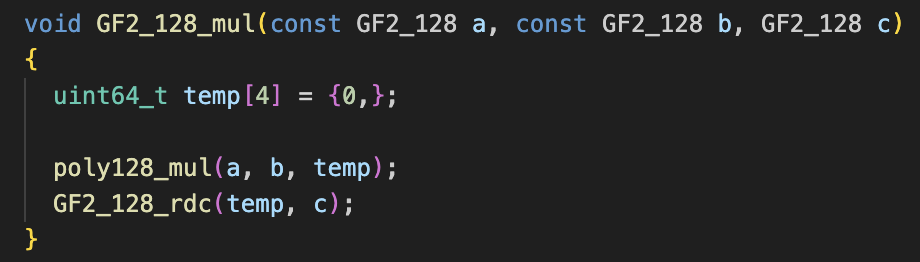 void GF2_128_mul(const GF2_128 a, const GF2_128 b, GF2_128 c)
{
  uint64_t temp[4] = {0,};

  poly128_mul(a, b, temp);
  GF2_128_rdc(temp, c);
}